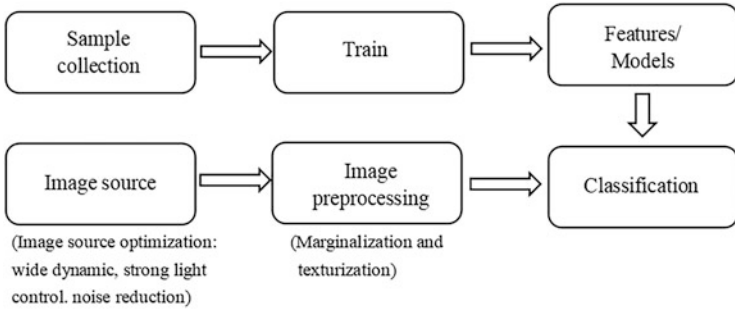 Sample
collection
Train
Features/
Models
Image source
Image
preprocessing
Classification
(Image source optimization:
wide dynamic, strong light
control. noise reduction)
(Marginalization and
texturization)